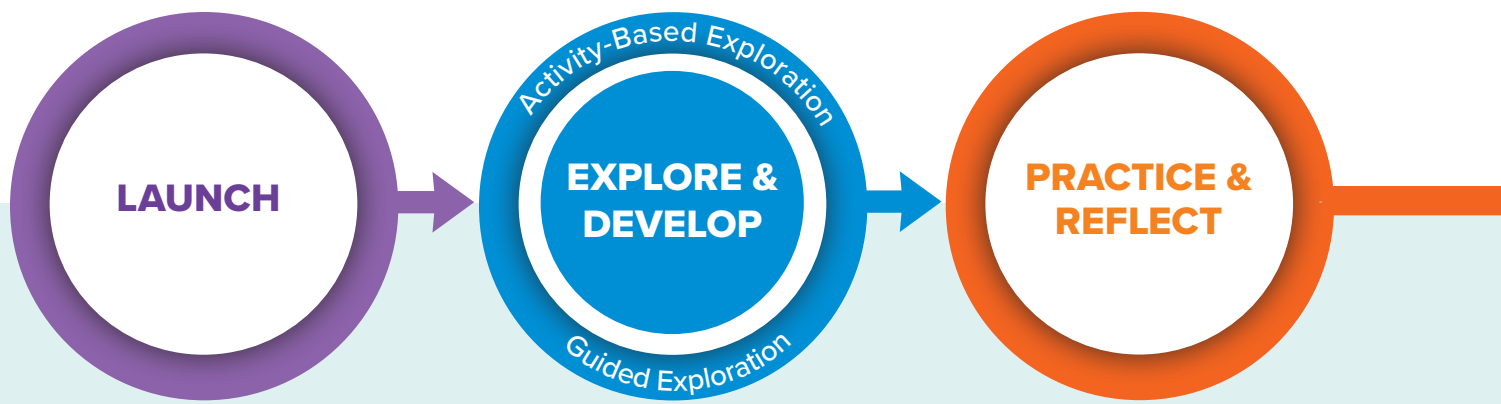 LAUNCH
Activity-Based Exploration
EXPLORE &
DEVELOP
Guided Exploration
PRACTICE &
REFLECT